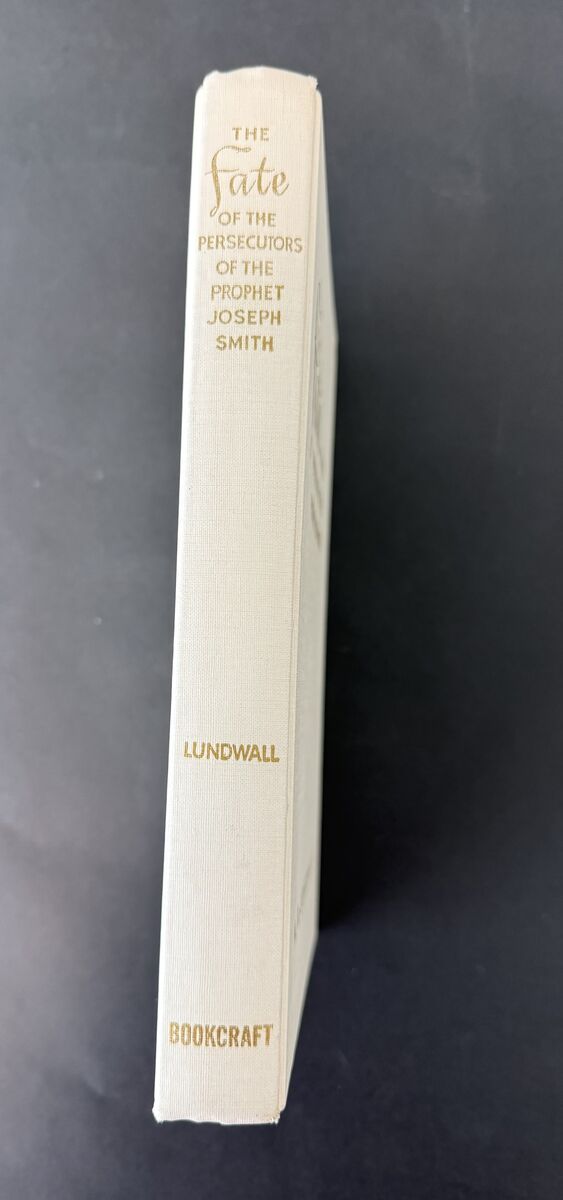 THE
Fate
OF THE
PERSECUTORS
OF THE
PROPHET
JOSEPH
SMITH
LUNDWALL
BOOKCRAFT